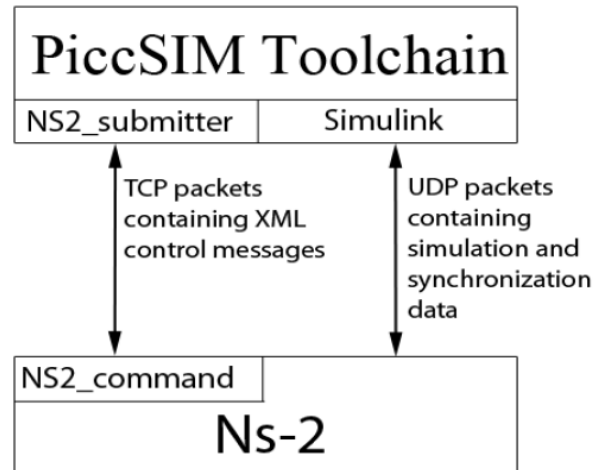 PiccSIM Toolchain
NS2_submitter
Simulink
TCP packets
containing XML
control messages
UDP packets
containing
simulation and
synchronization
data
NS2_command
Ns-2